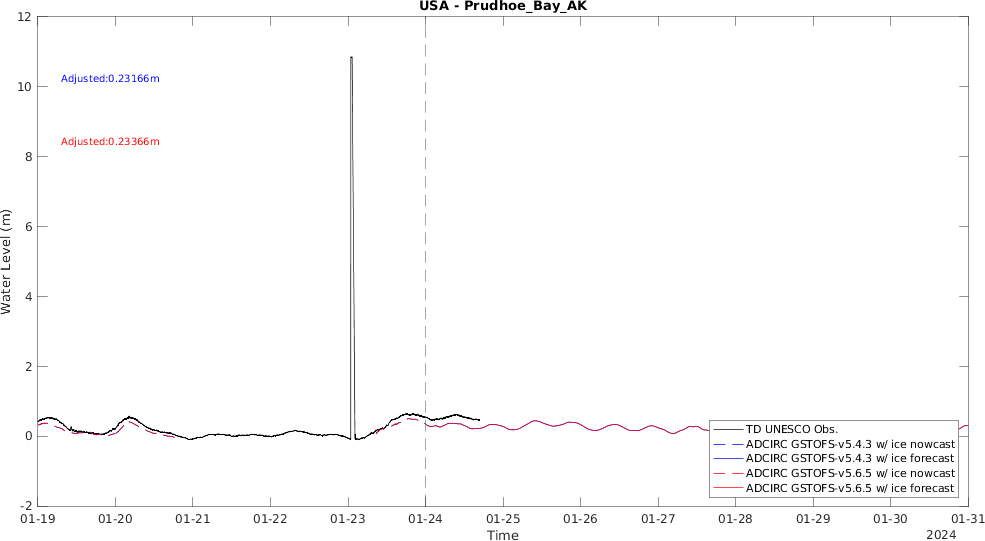 USA - Prudhoe_Bay_AK
12
10
8
6
4
2
0
-2
Water Level (m)
Adjusted:0.23166m
Adjusted:0.23366m
TD UNESCO Obs.
ADCIRC GSTOFS-v5.4.3 w/ ice nowcast
ADCIRC GSTOFS-v5.4.3 w/ ice forecast
ADCIRC GSTOFS-v5.6.5 w/ ice nowcast
ADCIRC GSTOFS-v5.6.5 w/ ice forecast
01-19 01-20 01-21 01-22 01-23 01-24 01-25 01-26 01-27 01-28 01-29 01-30 01-31
Time
2024